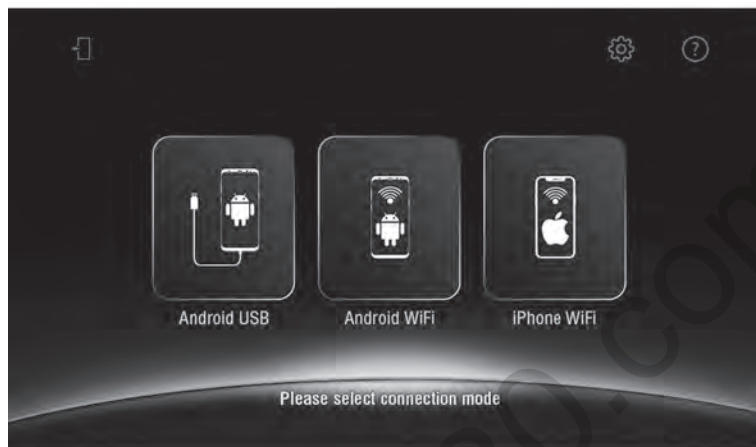 ?
Android USB
Android WiFi
iPhone WiFi
Please select connection mode